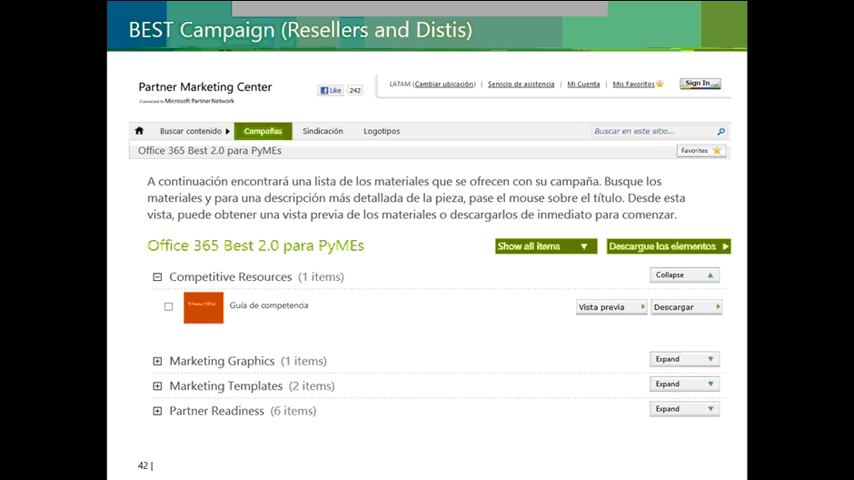 BEST Campaign (Resellers and Distis)
Partner Marketing Center
Connected to Microsoft Partner Network
Like 242
LATAM (Cambiar ubicación) | Servicio de asistencia | Mi Cuenta | Mis Favoritos
Sign In
Buscar contenido Campañas Sindicación Logotipos
Buscar en este sitio...
Office 365 Best 2.0 para PyMEs
Favorites
A continuación encontrará una lista de los materiales que se ofrecen con su campaña. Busque los
materiales y para una descripción más detallada de la pieza, pase el mouse sobre el título. Desde esta
vista, puede obtener una vista previa de los materiales o descargarlos de inmediato para comenzar.
Office 365 Best 2.0 para PyMEs
Show all items
Descargue los elementos
Competitive Resources (1 items)
Collapse
Guía de competencia
Vista previa
Descargar
Marketing Graphics (1 items)
Expand
Marketing Templates (2 items)
Expand
Partner Readiness (6 items)
Expand
42 |